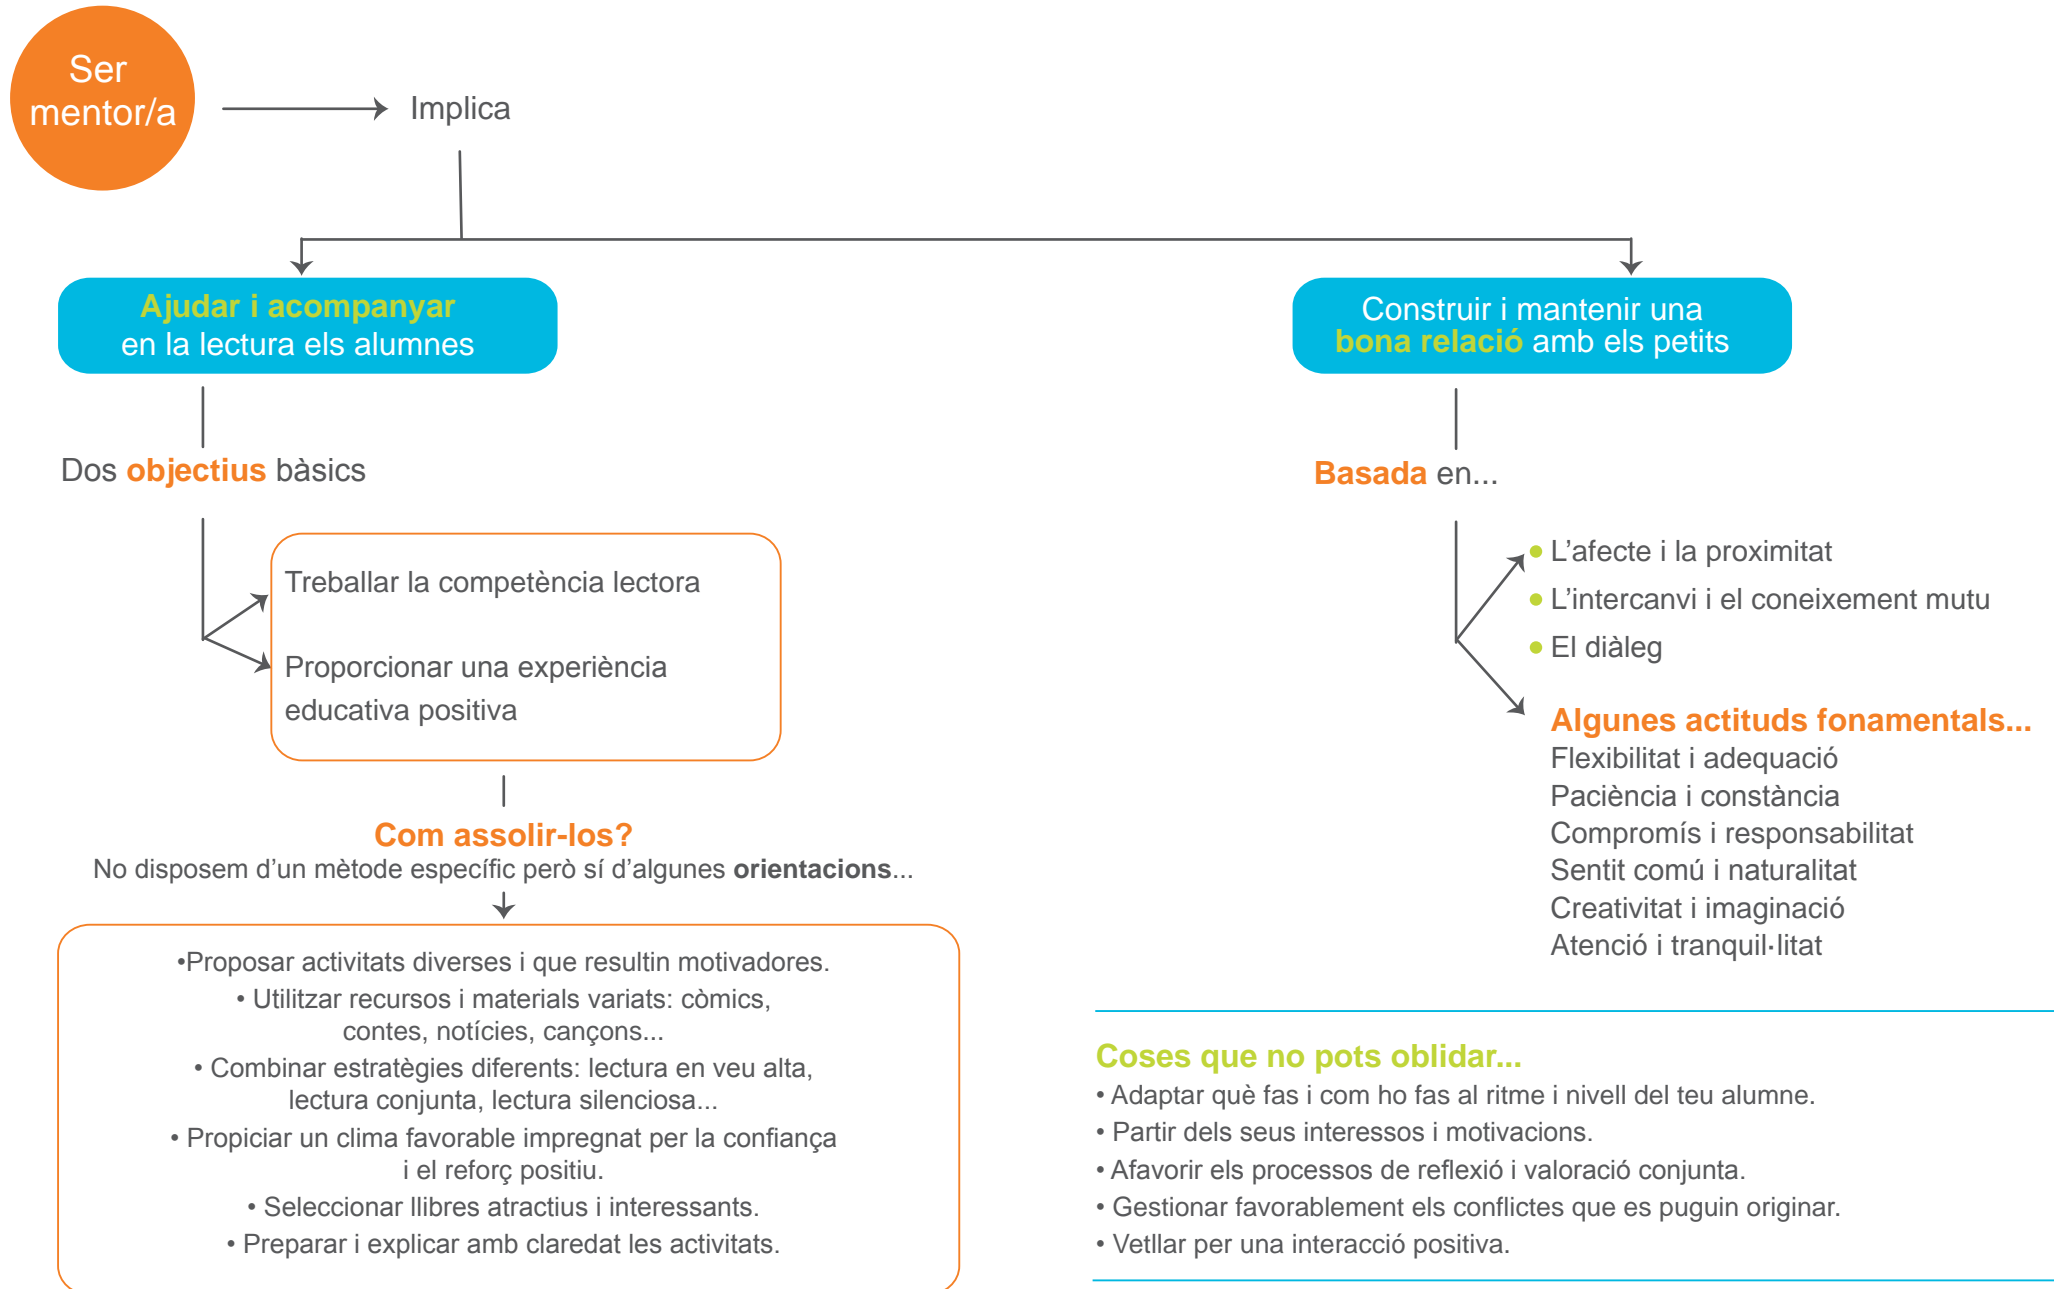 Ser
mentor/a
Implica
Ajudar i acompanyar
en la lectura els alumnes
Dos objectius bàsics
Treballar la competència lectora
Proporcionar una experiència
educativa positiva
Com assolir-los?
No disposem d’un mètode específic però sí d’algunes orientacions...
•Proposar activitats diverses i que resultin motivadores.
• Utilitzar recursos i materials variats: còmics,
contes, notícies, cançons...
• Combinar estratègies diferents: lectura en veu alta,
lectura conjunta, lectura silenciosa...
• Propiciar un clima favorable impregnat per la confiança
i el reforç positiu.
• Seleccionar llibres atractius i interessants.
• Preparar i explicar amb claredat les activitats.
Construir i mantenir una
bona relació amb els petits
Basada en...
• L’afecte i la proximitat
• L’intercanvi i el coneixement mutu
• El diàleg
Algunes actituds fonamentals...
Flexibilitat i adequació
Paciència i constància
Compromís i responsabilitat
Sentit comú i naturalitat
Creativitat i imaginació
Atenció i tranquil·litat
Coses que no pots oblidar...
• Adaptar què fas i com ho fas al ritme i nivell del teu alumne.
• Partir dels seus interessos i motivacions.
• Afavorir els processos de reflexió i valoració conjunta.
• Gestionar favorablement els conflictes que es puguin originar.
• Vetllar per una interacció positiva.